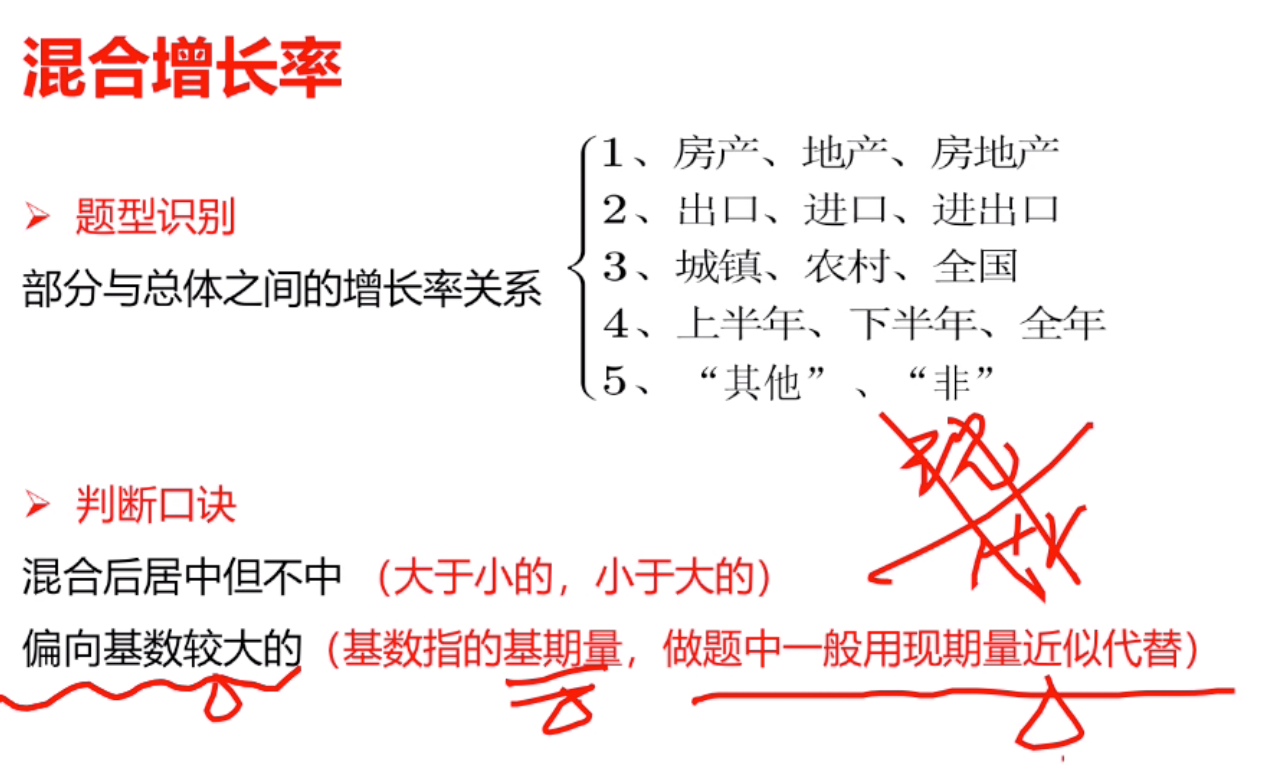 混合增长率
➢ 题型识别
部分与总体之间的增长率关系
1、房产、地产、房地产
2、出口、进口、进出口
3、城镇、农村、全国
4、上半年、下半年、全年
5、“其他”、“非”
➢ 判断口诀
混合后居中但不中（大于小的，小于大的）
偏向基数较大的（基数指的基期量，做题中一般用现期量近似代替）